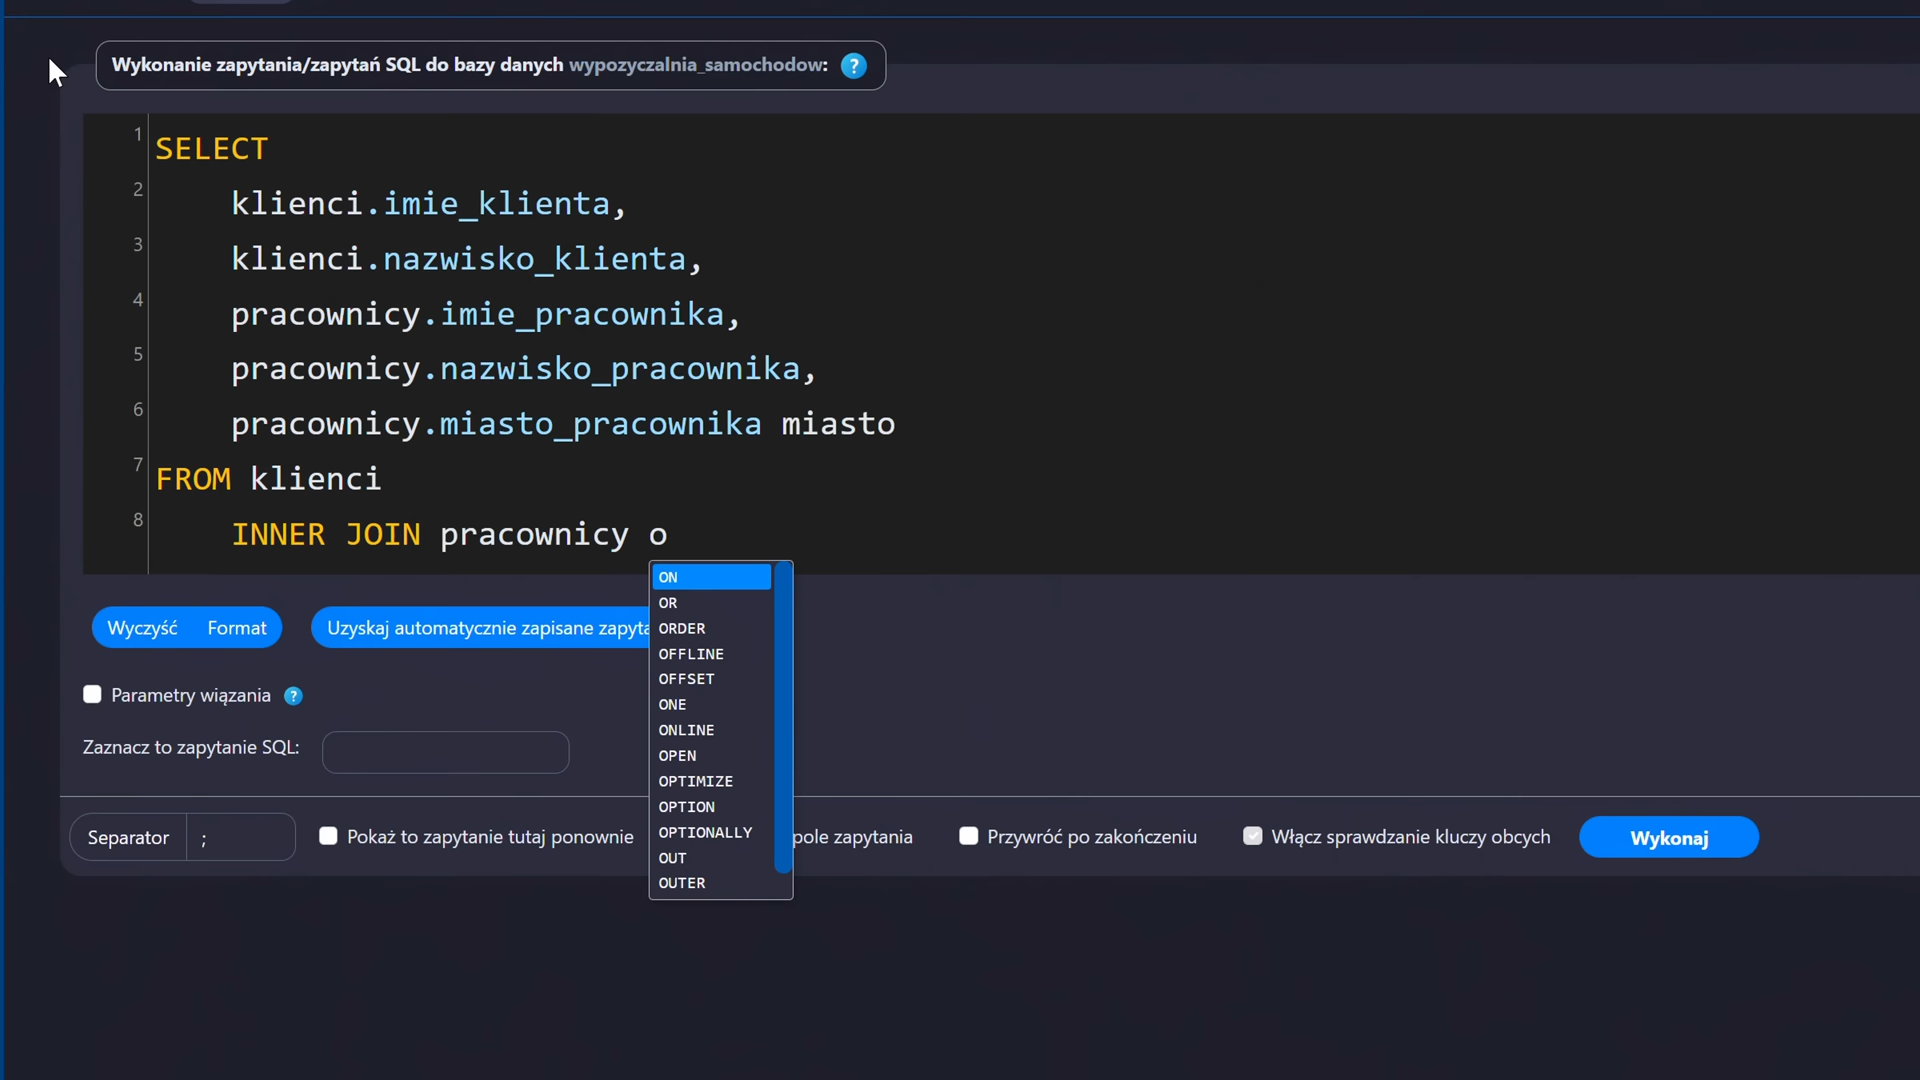 Wykonanie zapytania/zapytań SQL do bazy danych wypozyczalnia_samochodow:
1 SELECT
2 klienci.imie_klienta,
3 klienci.nazwisko_klienta,
4 pracownicy.imie_pracownika,
5 pracownicy.nazwisko_pracownika,
6 pracownicy.miasto_pracownika miasto
7 FROM klienci
8 INNER JOIN pracownicy o
ON
OR
ORDER
OFFLINE
OFFSET
ONE
ONLINE
OPEN
OPTIMIZE
OPTION
OPTIONALLY
OUT
OUTER
Wyczyść Format Uzyskaj automatycznie zapisane
Parametry wiązania
Zaznacz to zapytanie SQL:
Separator ; Pokaż to zapytanie tutaj ponownie pole zapytania Przywróć po zakończeniu Włącz sprawdzanie kluczy obcych Wykonaj